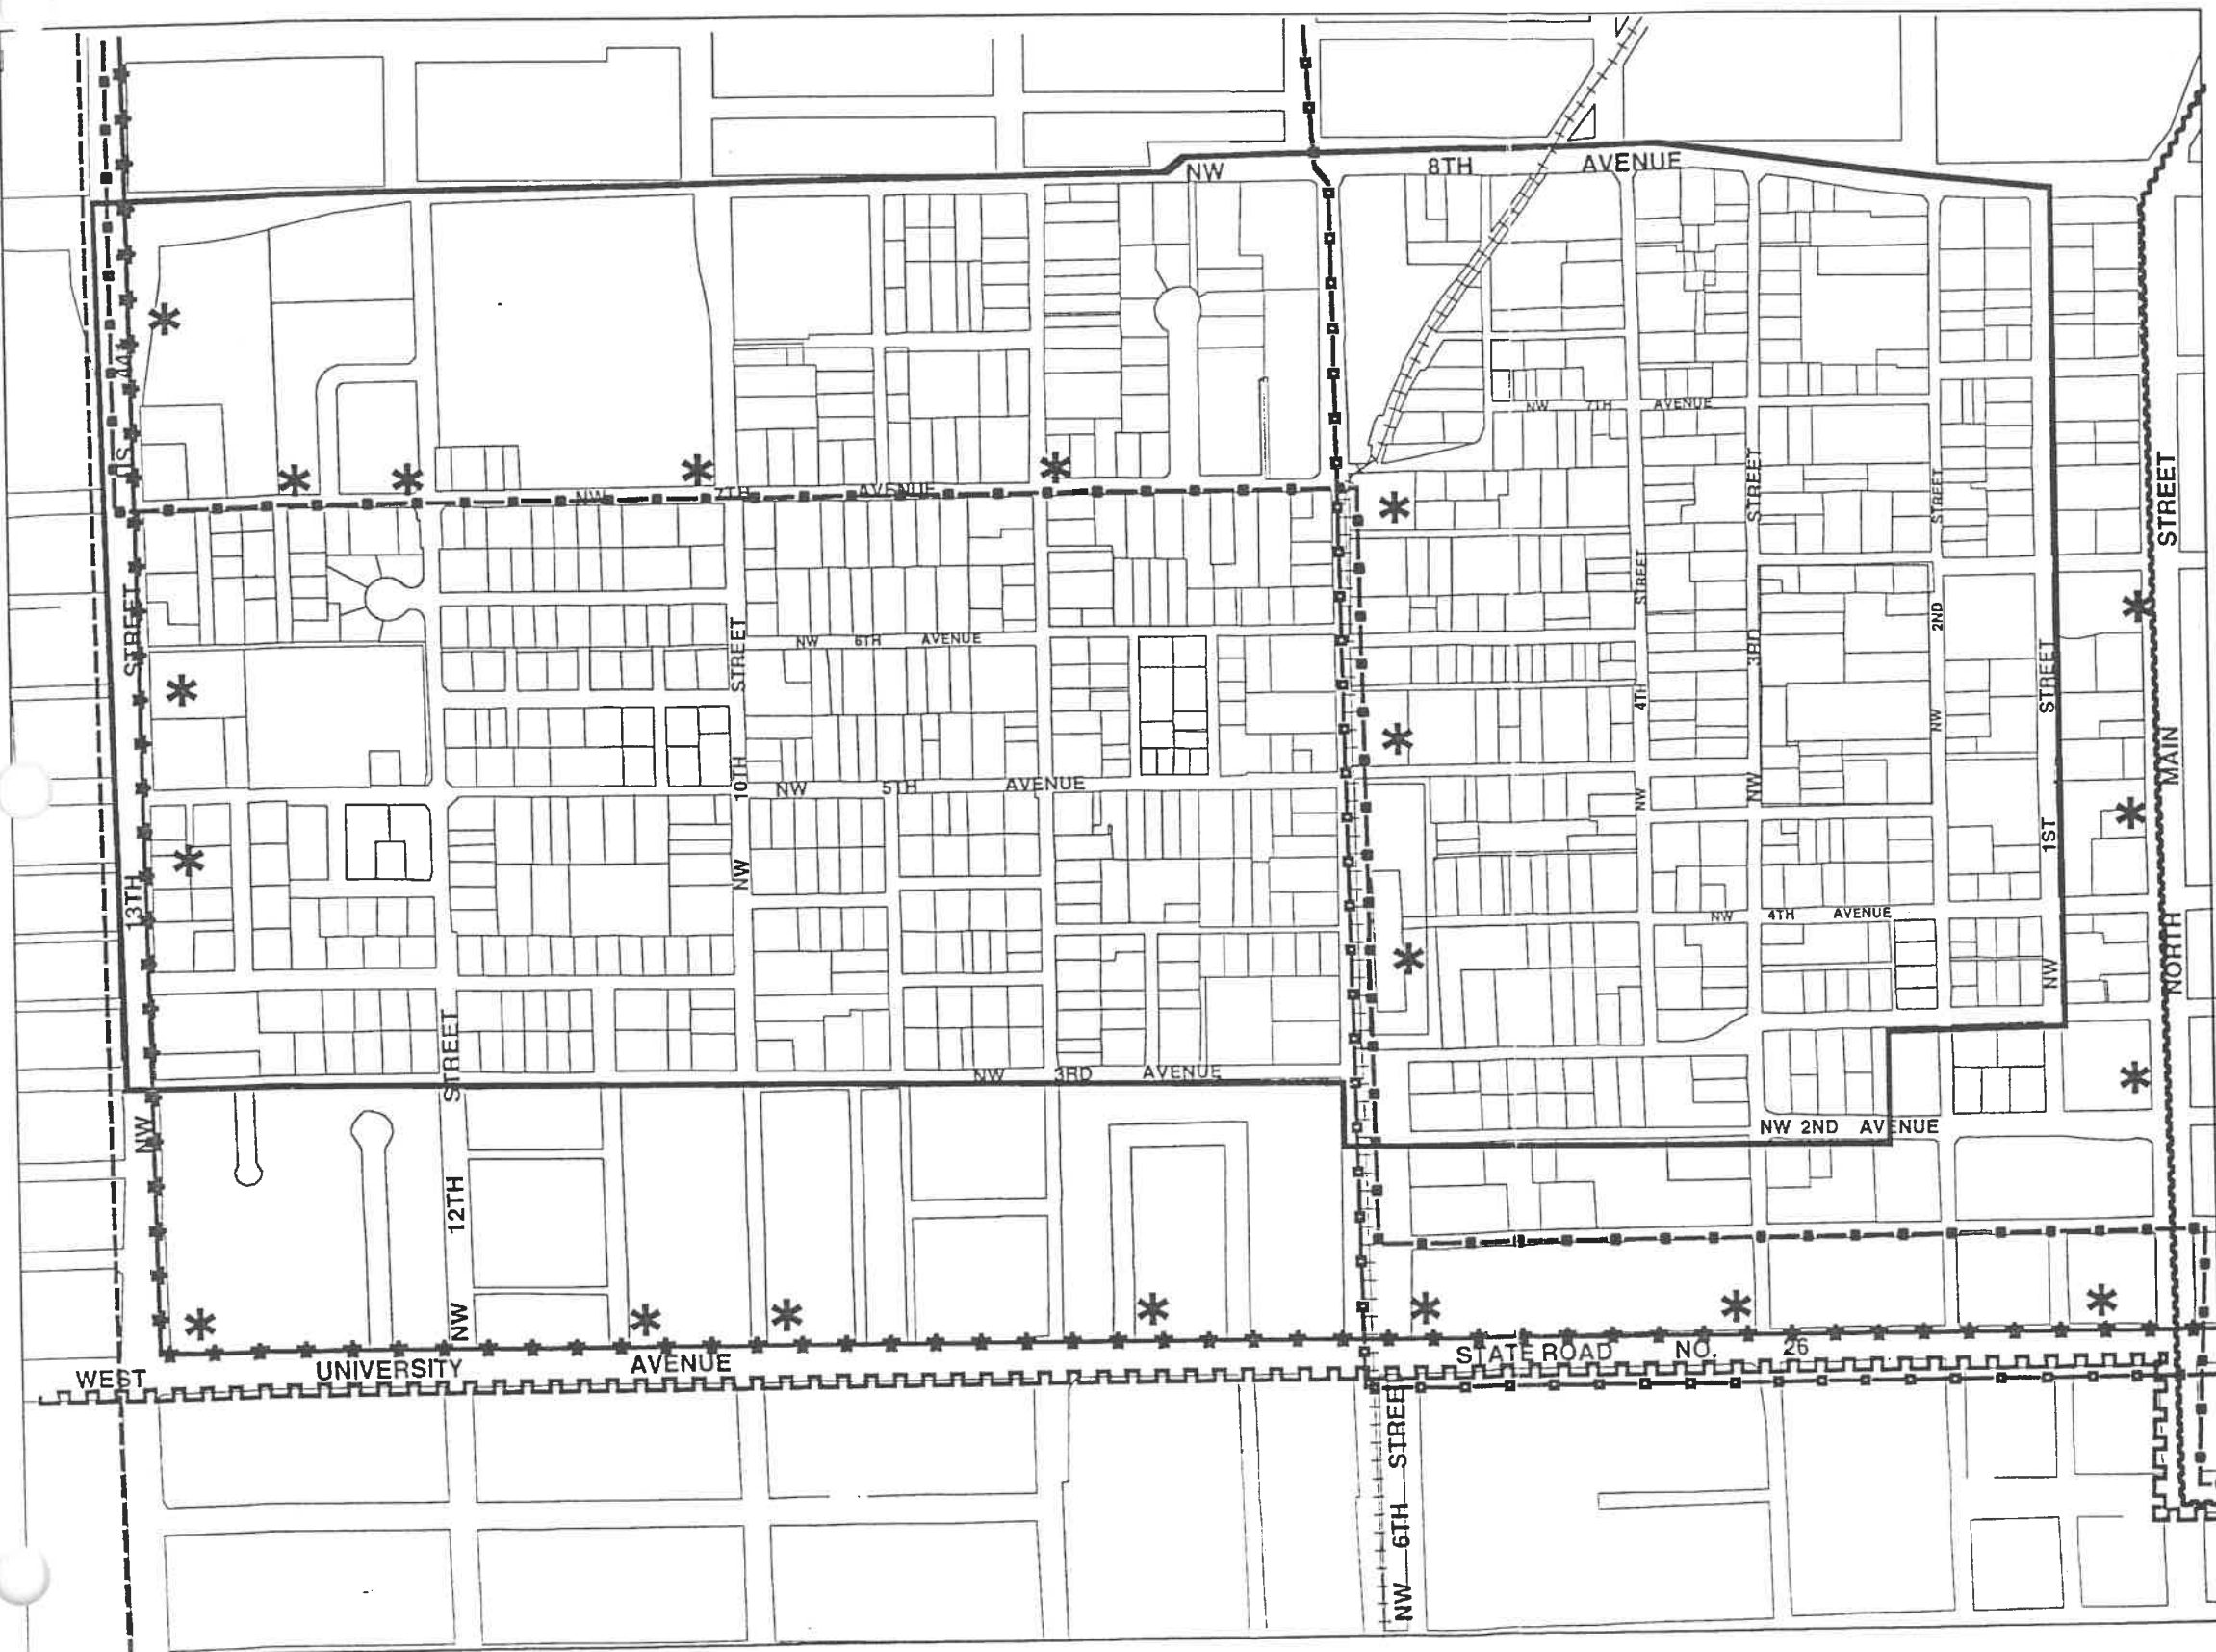 NW 8TH AVENUE
US 441
NW 7TH AVENUE
NW 7TH AVENUE
NW 6TH AVENUE
NW 5TH AVENUE
NW 4TH AVENUE
NW 3RD AVENUE
NW 2ND AVENUE
NW 13TH STREET
NW 12TH STREET
NW 10TH STREET
NW 4TH STREET
NW 3RD STREET
NW 2ND STREET
NW 1ST STREET
NORTH MAIN STREET
WEST UNIVERSITY AVENUE STATE ROAD NO. 26
NW 6TH STREET